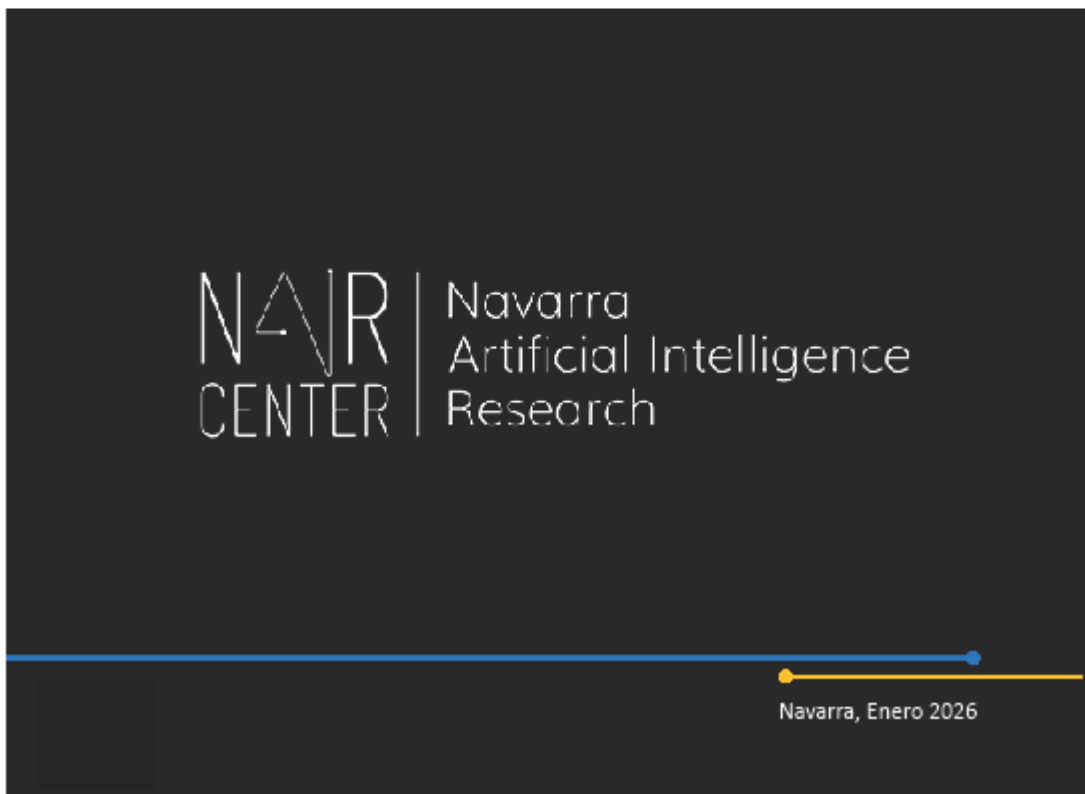 NAIR
CENTER
Navarra
Artificial Intelligence
Research
Navarra, Enero 2026